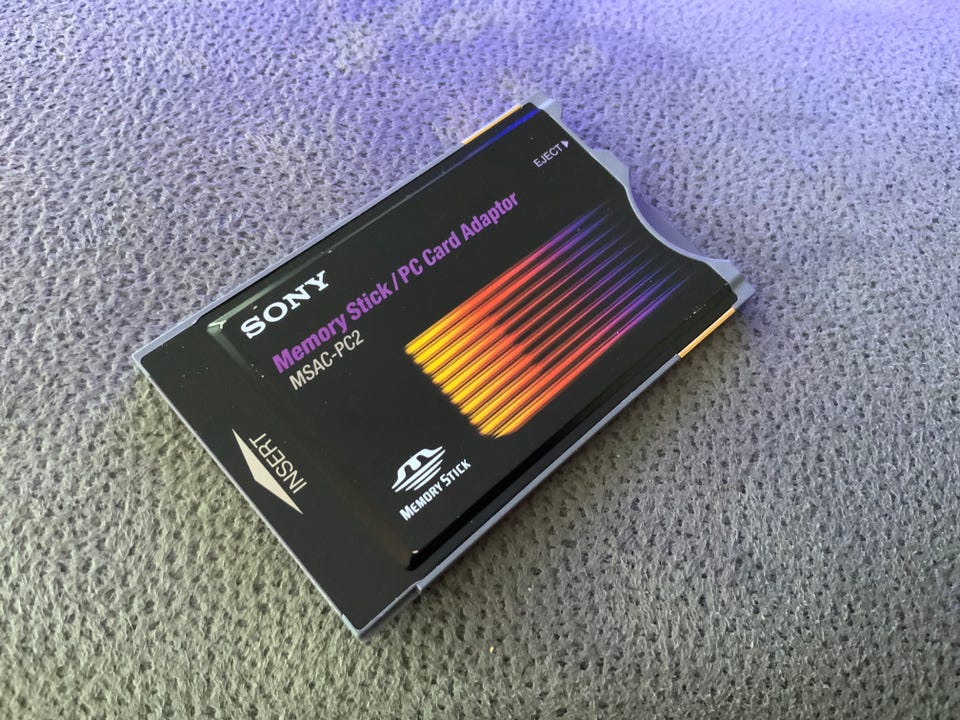 EJECT
SONY
Memory Stick/PC Card Adaptor
MSAC-PC2
INSERT
MEMORY STICK